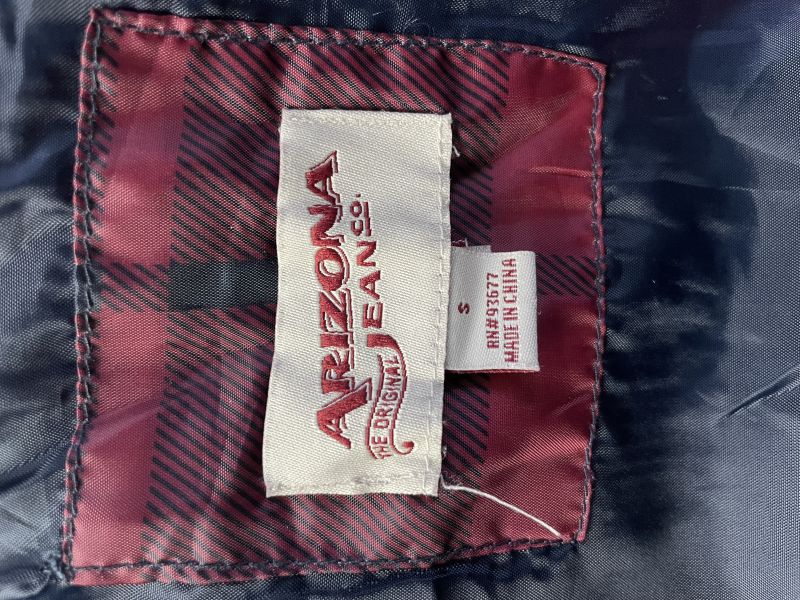 ARIZONA
JEAN CO.
THE ORIGINAL
S
RN#93677
MADE IN CHINA